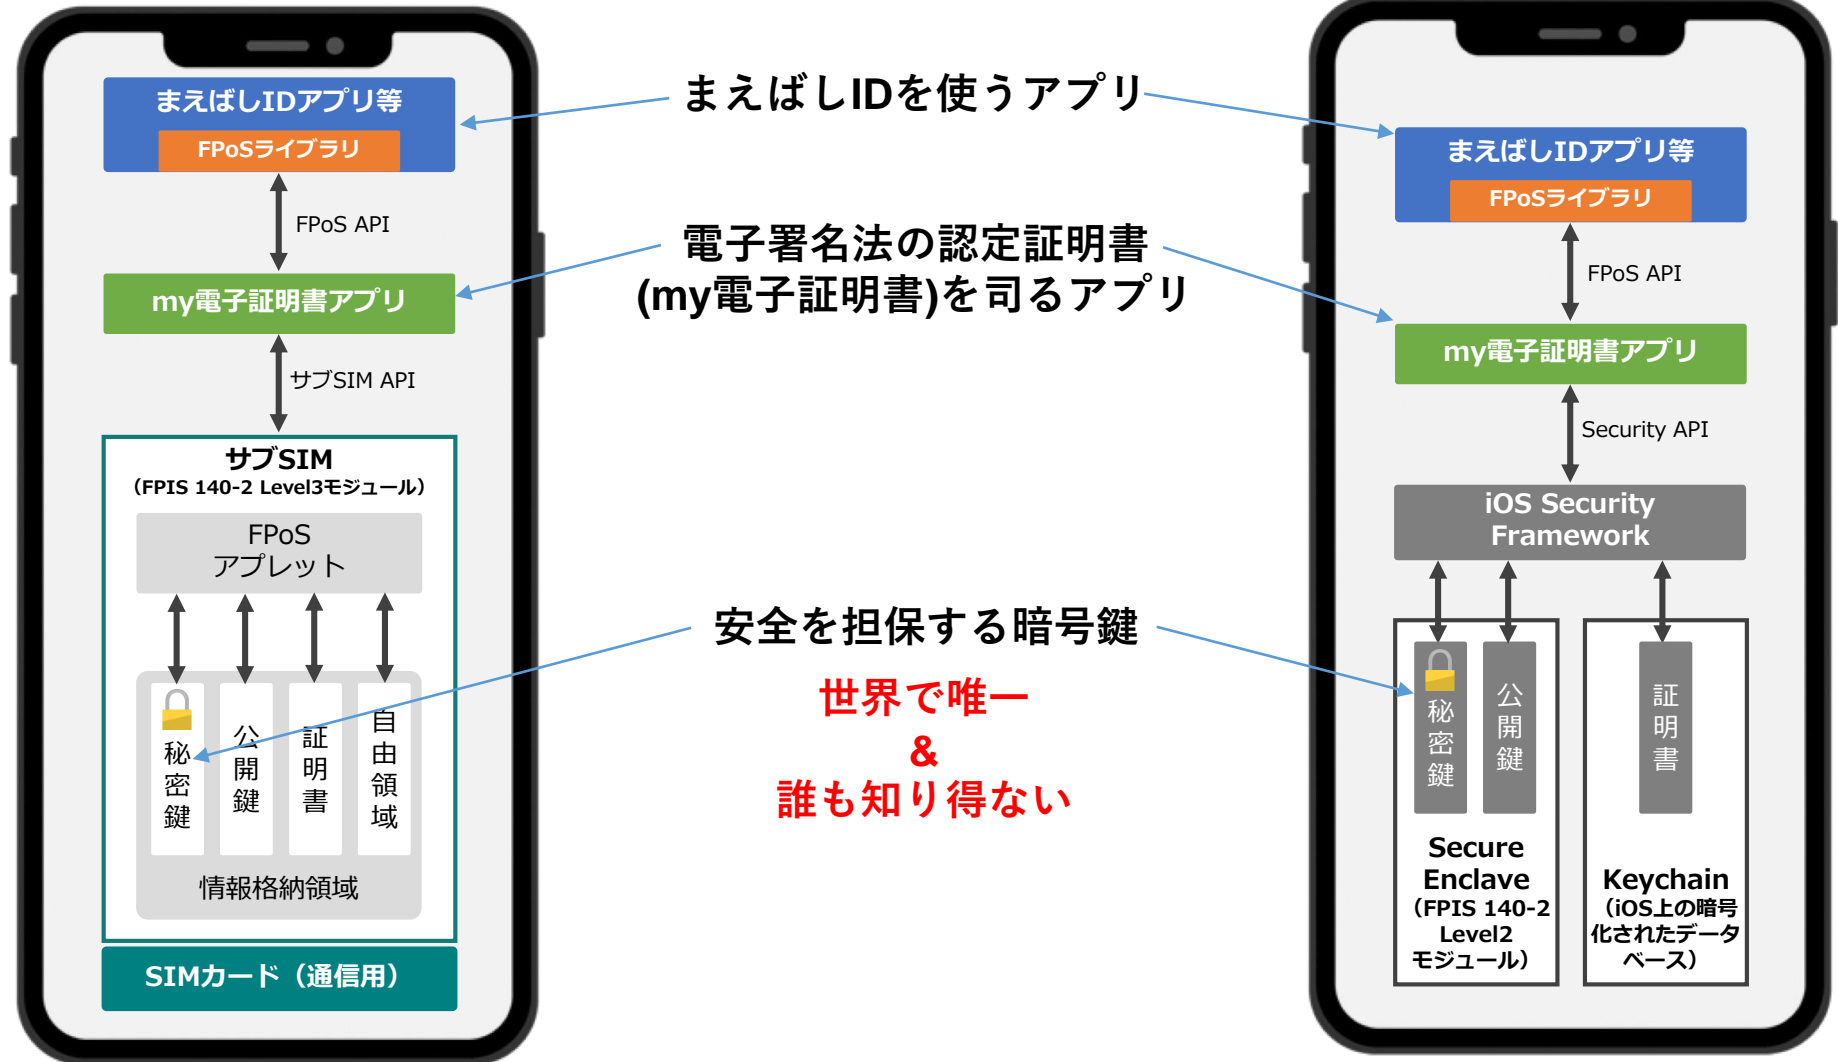 まえばしIDアプリ等
FPoSライブラリ
FPoS API
my電子証明書アプリ
サブSIM API
サブSIM
（FPIS 140-2 Level3モジュール）
FPoS
アプレット
秘密鍵
公開鍵
証明書
自由領域
情報格納領域
SIMカード（通信用）
まえばしIDを使うアプリ
電子署名法の認定証明書
(my電子証明書)を司るアプリ
安全を担保する暗号鍵
世界で唯一
&
誰も知り得ない
まえばしIDアプリ等
FPoSライブラリ
FPoS API
my電子証明書アプリ
Security API
iOS Security
Framework
秘密鍵
公開鍵
証明書
Secure
Enclave
（FPIS 140-2
Level2
モジュール）
Keychain
（iOS上の暗号
化されたデータ
ベース）